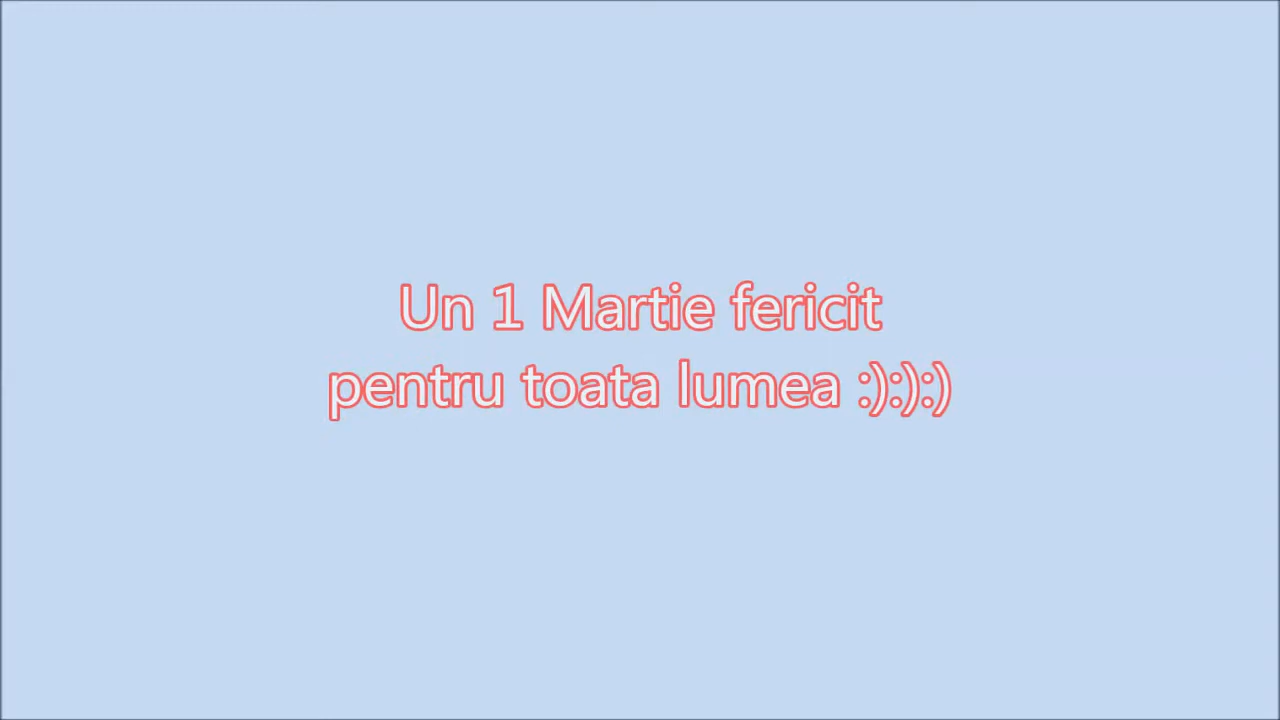 Un 1 Martie fericit
pentru toata lumea :):):)